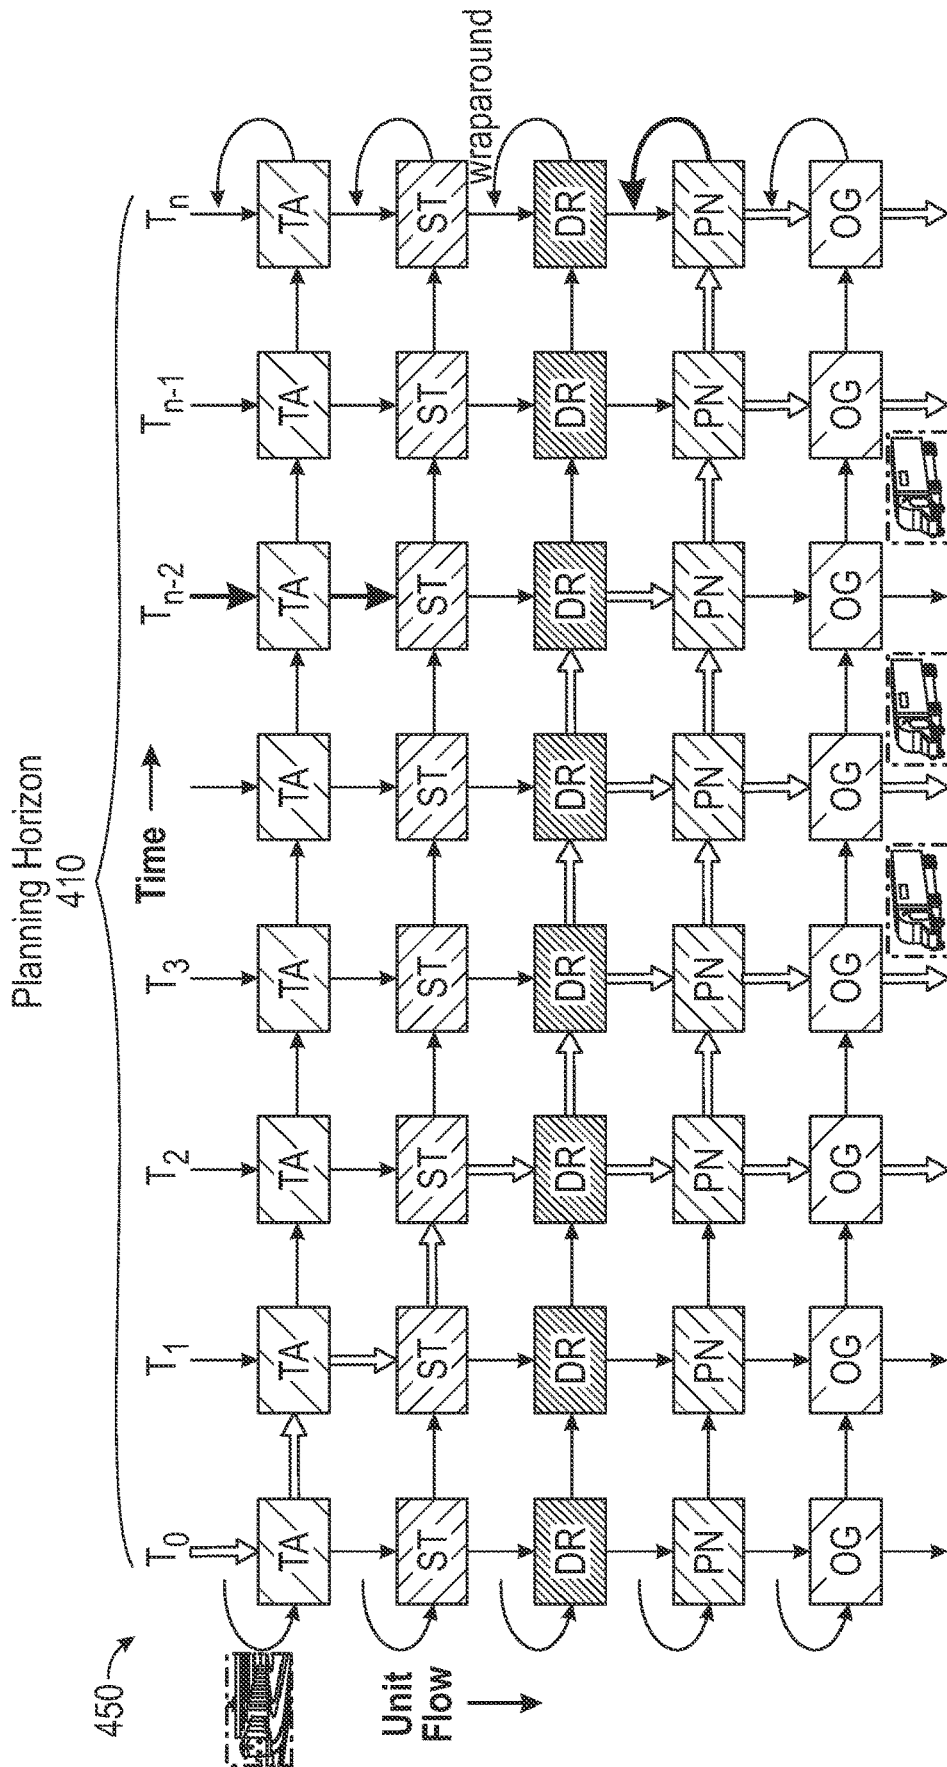 Planning Horizon
410
450
Time
T0 T1 T2 T3 Tn-2 Tn-1 Tn
TA TA TA TA TA TA TA TA
ST ST ST ST ST ST ST ST
wraparound
DR DR DR DR DR DR DR DR
PN PN PN PN PN PN PN PN
OG OG OG OG OG OG OG OG
Unit
Flow